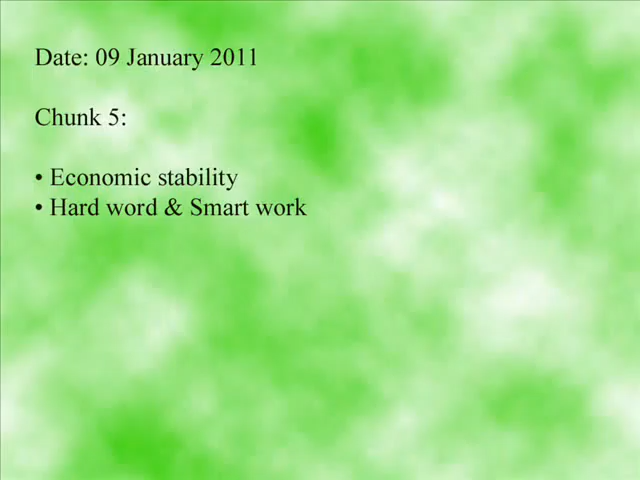 Date: 09 January 2011
Chunk 5:
• Economic stability
• Hard word & Smart work